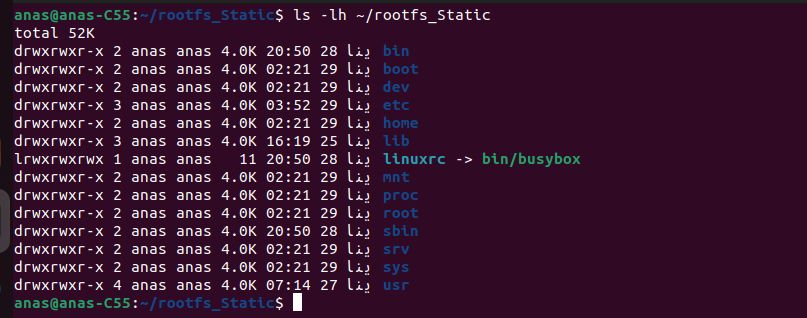 anas@anas-C55:~/rootfs_Static$ ls -lh ~/rootfs_Static
total 52K
drwxrwxr-x 2 anas anas 4.0K ينا 28 20:50 bin
drwxrwxr-x 2 anas anas 4.0K ينا 29 02:21 boot
drwxrwxr-x 2 anas anas 4.0K ينا 29 02:21 dev
drwxrwxr-x 3 anas anas 4.0K ينا 29 03:52 etc
drwxrwxr-x 2 anas anas 4.0K ينا 29 02:21 home
drwxrwxr-x 3 anas anas 4.0K ينا 25 16:19 lib
lrwxrwxrwx 1 anas anas   11 ينا 28 20:50 linuxrc -> bin/busybox
drwxrwxr-x 2 anas anas 4.0K ينا 29 02:21 mnt
drwxrwxr-x 2 anas anas 4.0K ينا 29 02:21 proc
drwxrwxr-x 2 anas anas 4.0K ينا 29 02:21 root
drwxrwxr-x 2 anas anas 4.0K ينا 28 20:50 sbin
drwxrwxr-x 2 anas anas 4.0K ينا 29 02:21 srv
drwxrwxr-x 2 anas anas 4.0K ينا 29 02:21 sys
drwxrwxr-x 4 anas anas 4.0K ينا 27 07:14 usr
anas@anas-C55:~/rootfs_Static$